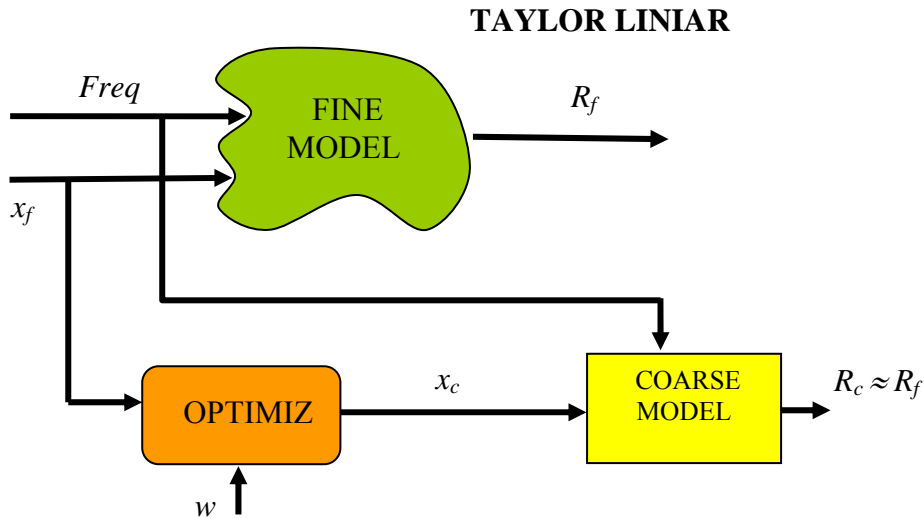 TAYLOR LINIAR
Freq
FINE
MODEL
R_f
x_f
x_c
COARSE
MODEL
R_c ≈ R_f
OPTIMIZ
w